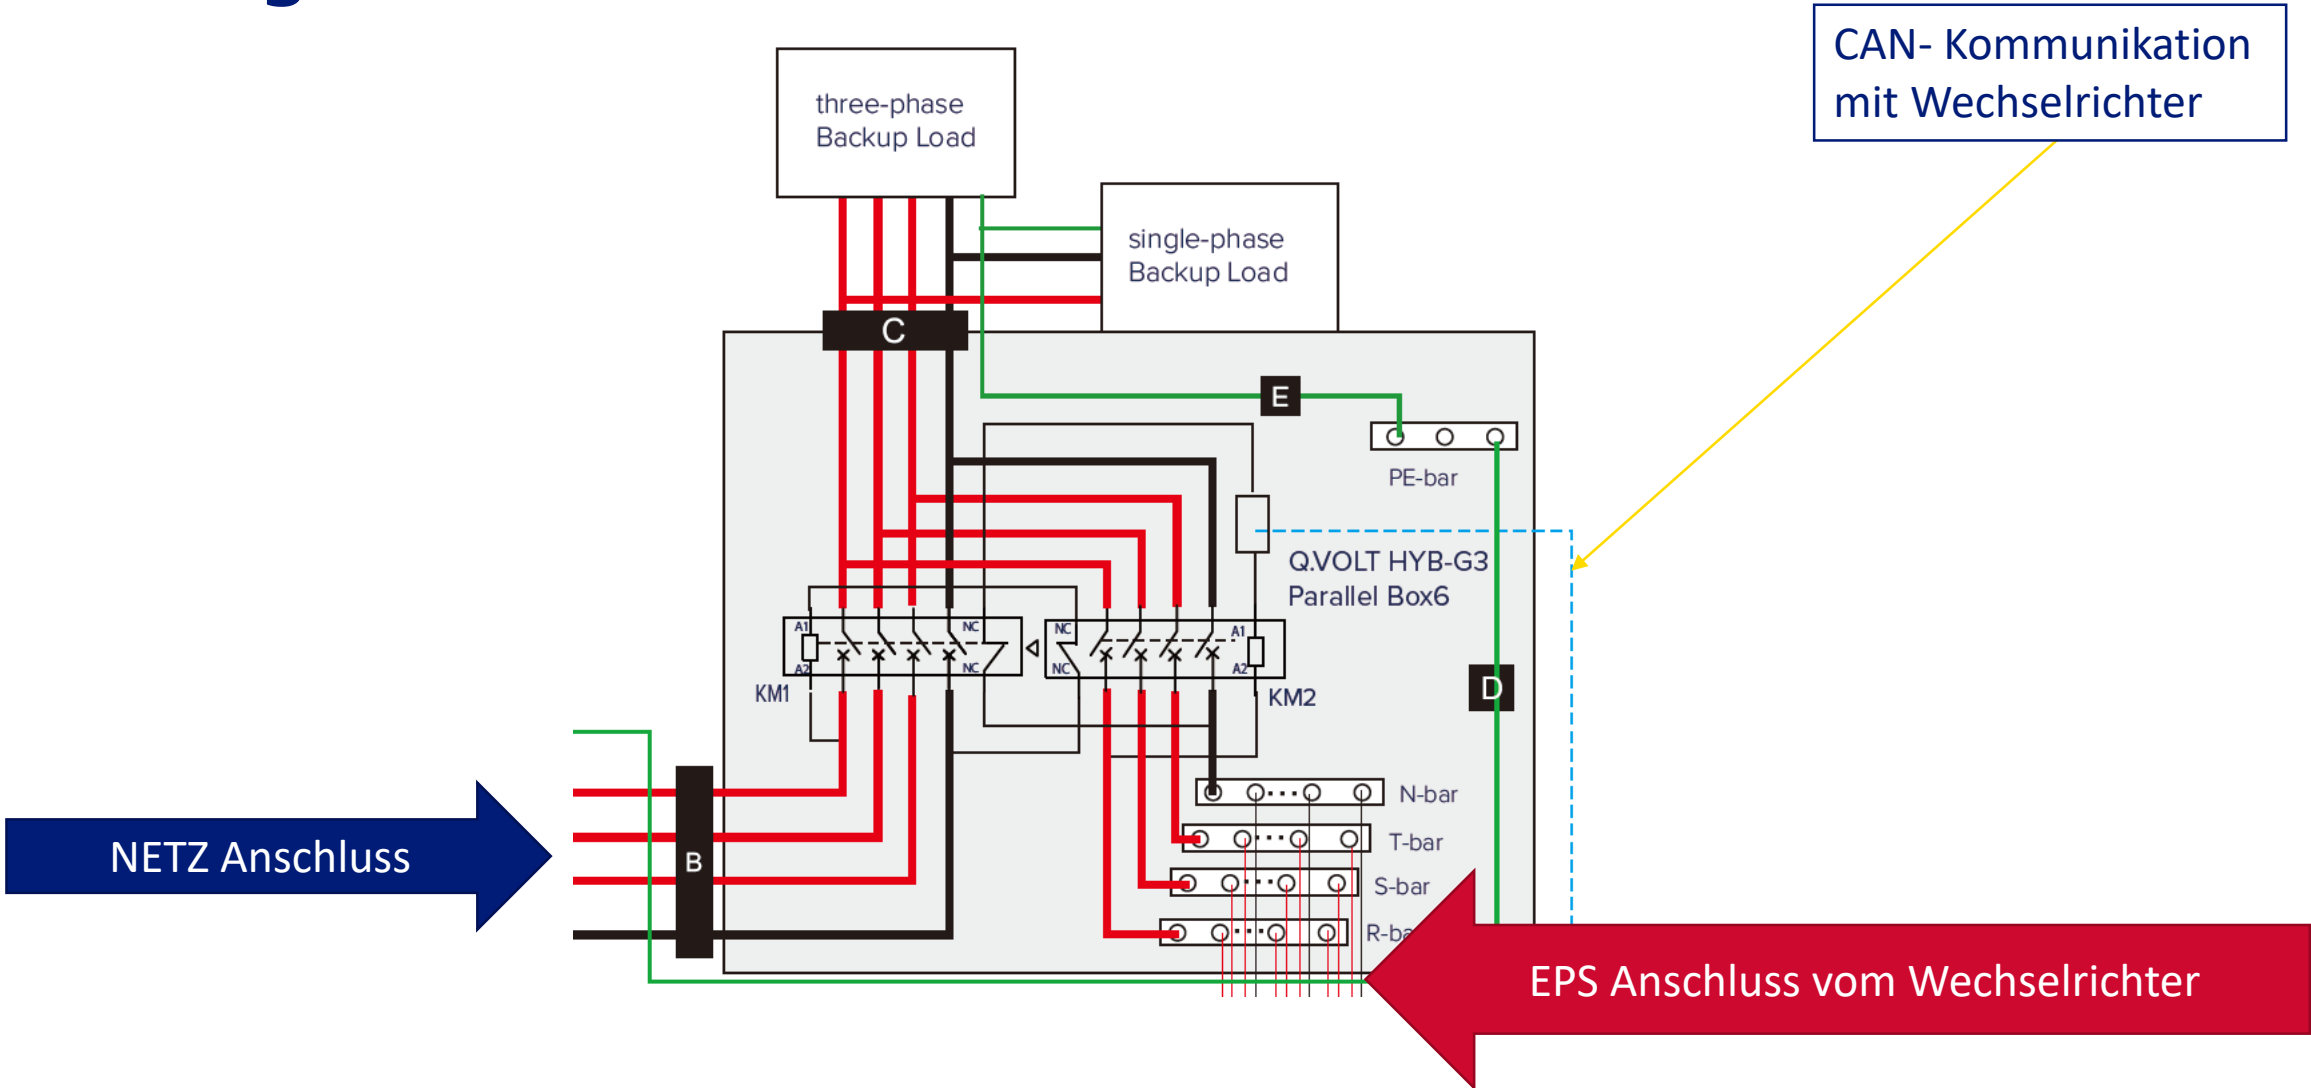 CAN- Kommunikation
mit Wechselrichter
three-phase
Backup Load
single-phase
Backup Load
C
E
PE-bar
Q.VOLT HYB-G3
Parallel Box6
A1
NC
NC
A1
A2
NC
NC
A2
KM1
KM2
D
N-bar
T-bar
B
S-bar
NETZ Anschluss
EPS Anschluss vom Wechselrichter